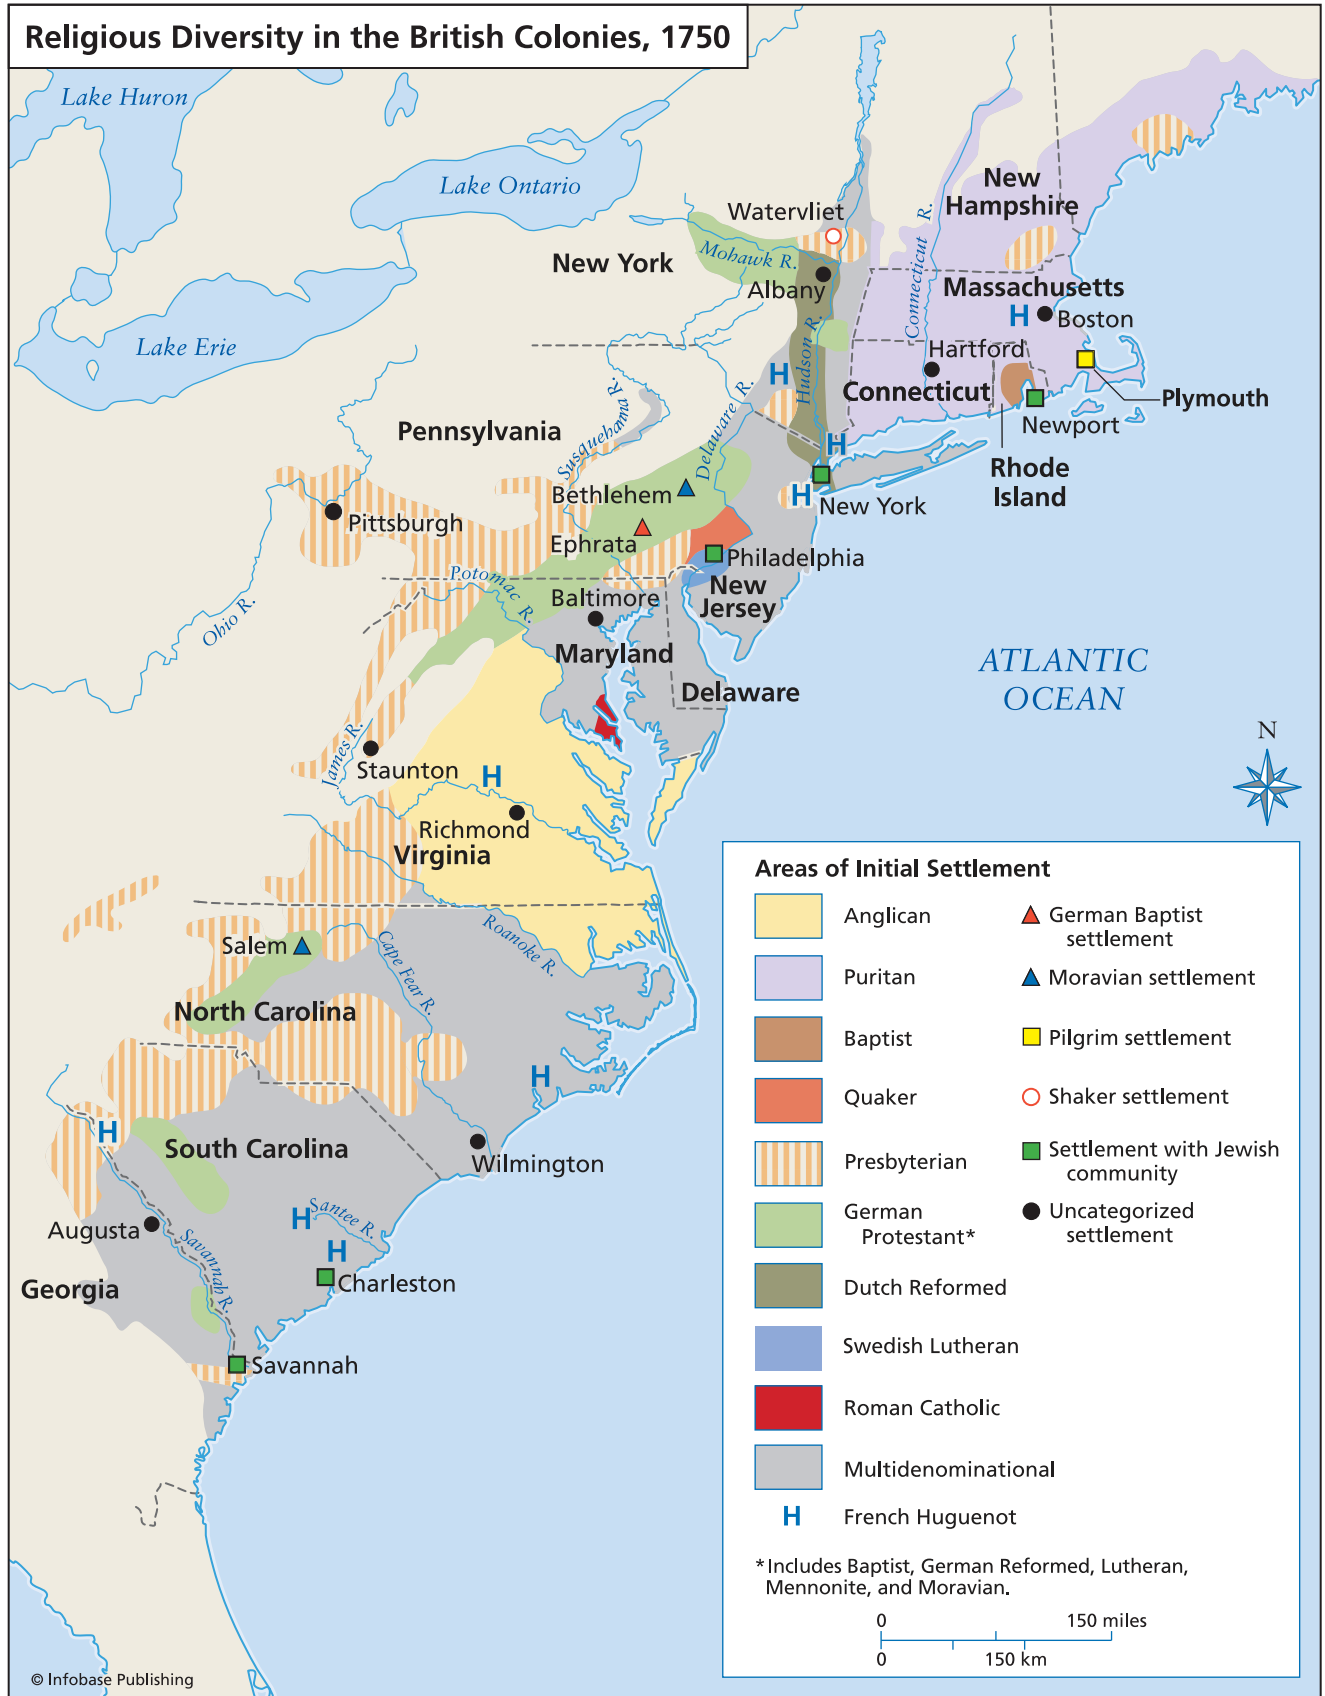 Religious Diversity in the British Colonies, 1750
Lake Huron
Lake Ontario
Lake Erie
New
Hampshire
Watervliet
Mohawk R.
New York
Albany
Connecticut R.
Massachusetts
H
Boston
Hudson R.
Hartford
H
Connecticut
Plymouth
Newport
Delaware R.
Susquehanna R.
Pennsylvania
H
Rhode
Island
Bethlehem
H
New York
Pittsburgh
Ephrata
Philadelphia
Potomac R.
New
Jersey
Baltimore
Ohio R.
Maryland
Delaware
ATLANTIC
OCEAN
N
James R.
Staunton
H
Richmond
Virginia
Roanoke R.
Cape Fear R.
Salem
North Carolina
H
H
South Carolina
Wilmington
H
Santee R.
H
Augusta
Savannah R.
Charleston
Georgia
Savannah
Areas of Initial Settlement
Anglican
Puritan
Baptist
Quaker
Presbyterian
German
Protestant*
Dutch Reformed
Swedish Lutheran
Roman Catholic
Multidenominational
H French Huguenot
German Baptist
settlement
Moravian settlement
Pilgrim settlement
Shaker settlement
Settlement with Jewish
community
Uncategorized
settlement
*Includes Baptist, German Reformed, Lutheran,
Mennonite, and Moravian.
0 150 miles
0 150 km
© Infobase Publishing